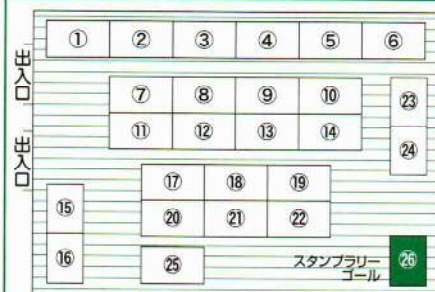 ① ② ③ ④ ⑤ ⑥
出入口
⑦ ⑧ ⑨ ⑩
㉓
⑪ ⑫ ⑬ ⑭
㉔
出入口
⑰ ⑱ ⑲
⑮
⑳ ㉑ ㉒
⑯
㉕
スタンプラリー
ゴール
㉖